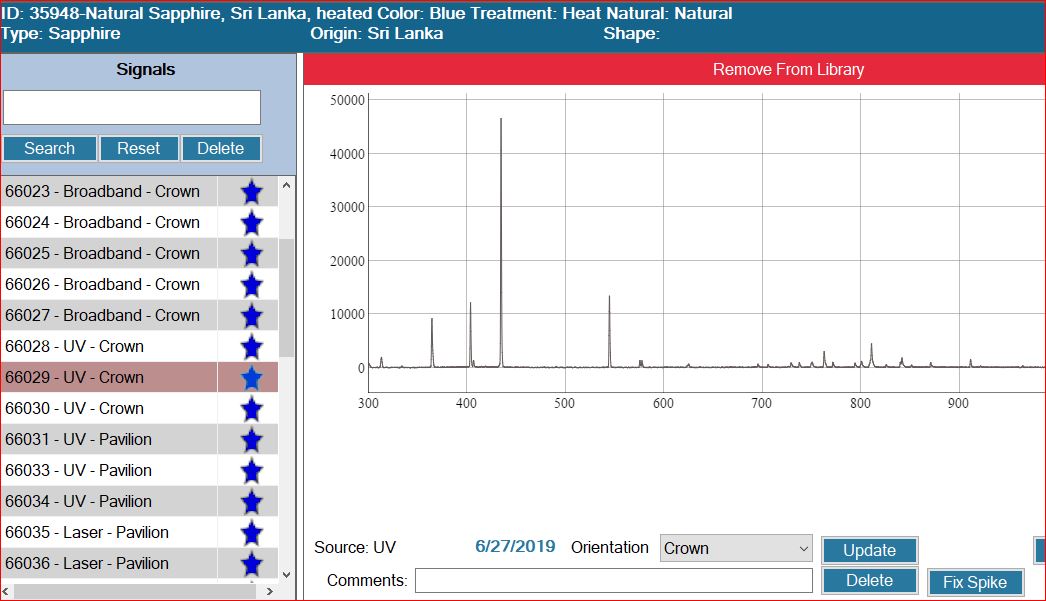 ID: 35948-Natural Sapphire, Sri Lanka, heated Color: Blue Treatment: Heat Natural: Natural
Type: Sapphire Origin: Sri Lanka Shape:
Signals
Remove From Library
Search Reset Delete
66023 - Broadband - Crown
66024 - Broadband - Crown
66025 - Broadband - Crown
66026 - Broadband - Crown
66027 - Broadband - Crown
66028 - UV - Crown
66029 - UV - Crown
66030 - UV - Crown
66031 - UV - Pavilion
66033 - UV - Pavilion
66034 - UV - Pavilion
66035 - Laser - Pavilion
66036 - Laser - Pavilion
50000
40000
30000
20000
10000
0
300 400 500 600 700 800 900
Source: UV 6/27/2019 Orientation Crown Update
Comments: Delete Fix Spike